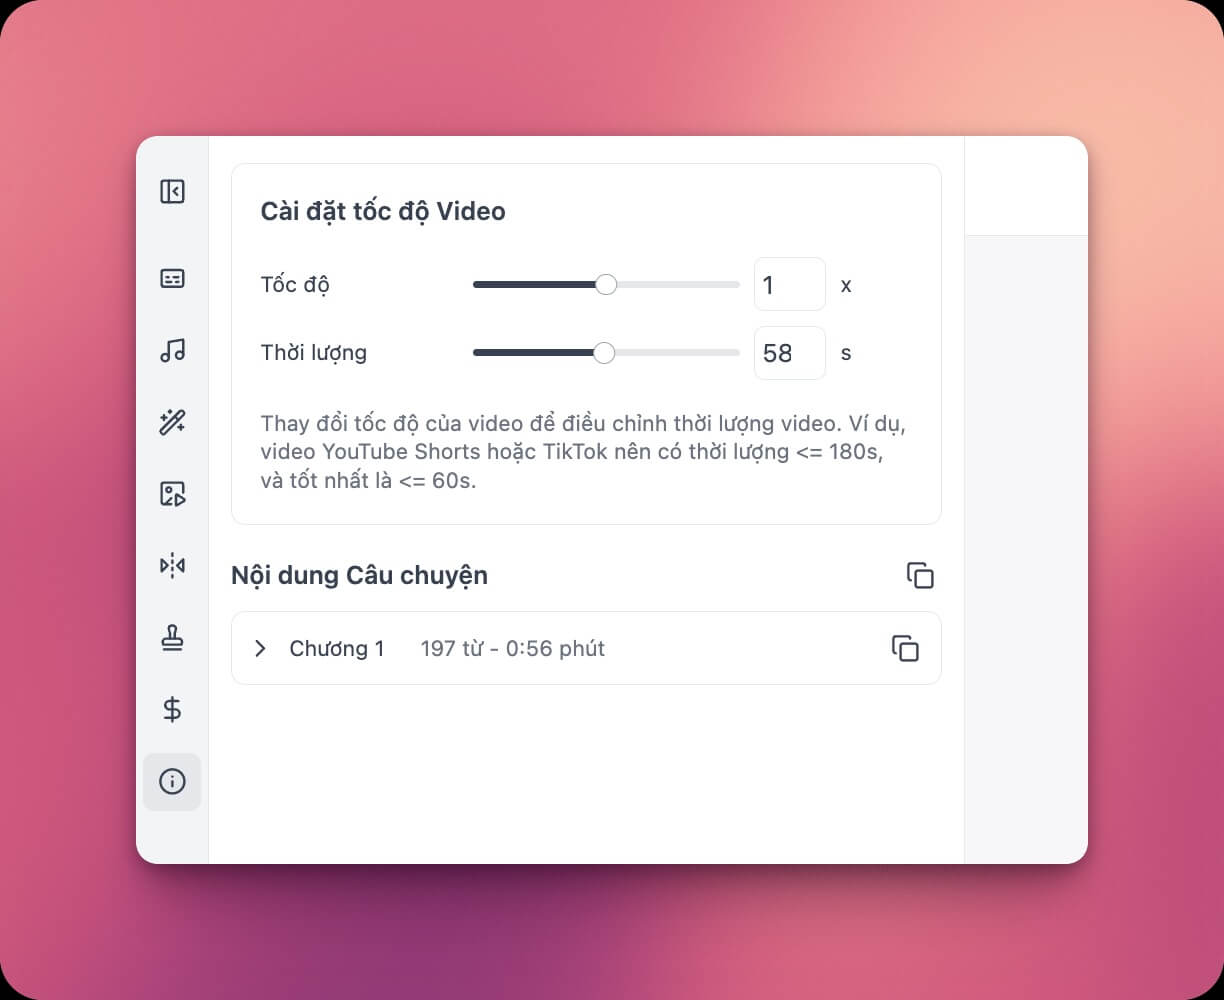 Cài đặt tốc độ Video
Tốc độ 1 x
Thời lượng 58 s
Thay đổi tốc độ của video để điều chỉnh thời lượng video. Ví dụ,
video YouTube Shorts hoặc TikTok nên có thời lượng <= 180s,
và tốt nhất là <= 60s.
Nội dung Câu chuyện
Chương 1 197 từ - 0:56 phút